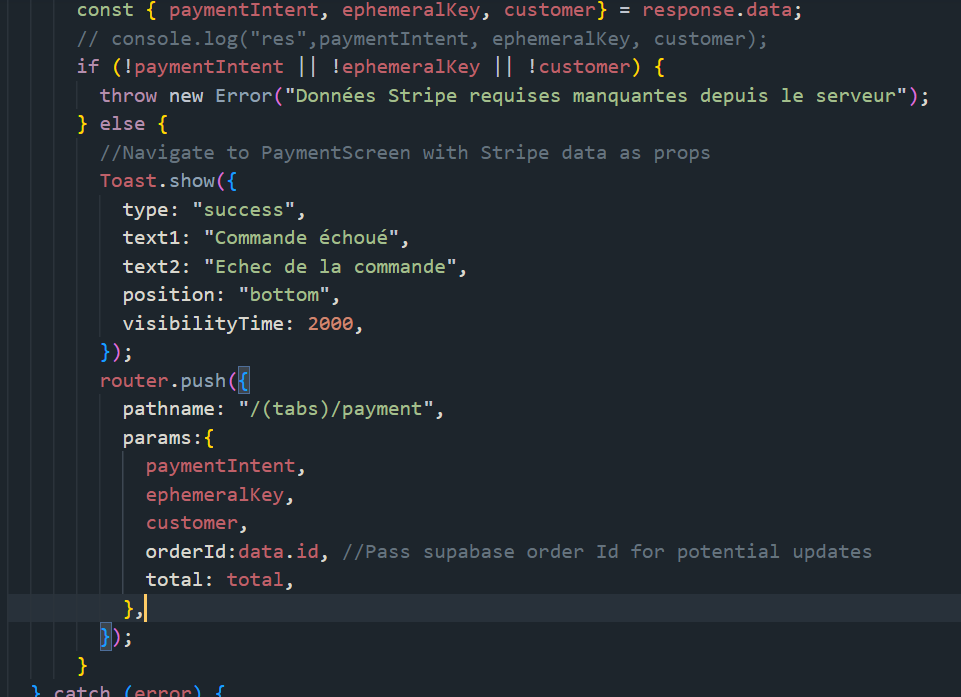 const { paymentIntent, ephemeralKey, customer} = response.data;
// console.log("res",paymentIntent, ephemeralKey, customer);
if (!paymentIntent || !ephemeralKey || !customer) {
throw new Error("Données Stripe requises manquantes depuis le serveur");
} else {
//Navigate to PaymentScreen with Stripe data as props
Toast.show({
type: "success",
text1: "Commande échoué",
text2: "Echec de la commande",
position: "bottom",
visibilityTime: 2000,
});
router.push({
pathname: "/(tabs)/payment",
params:{
paymentIntent,
ephemeralKey,
customer,
orderId:data.id, //Pass supabase order Id for potential updates
total: total,
},
});
}
} catch (error) {